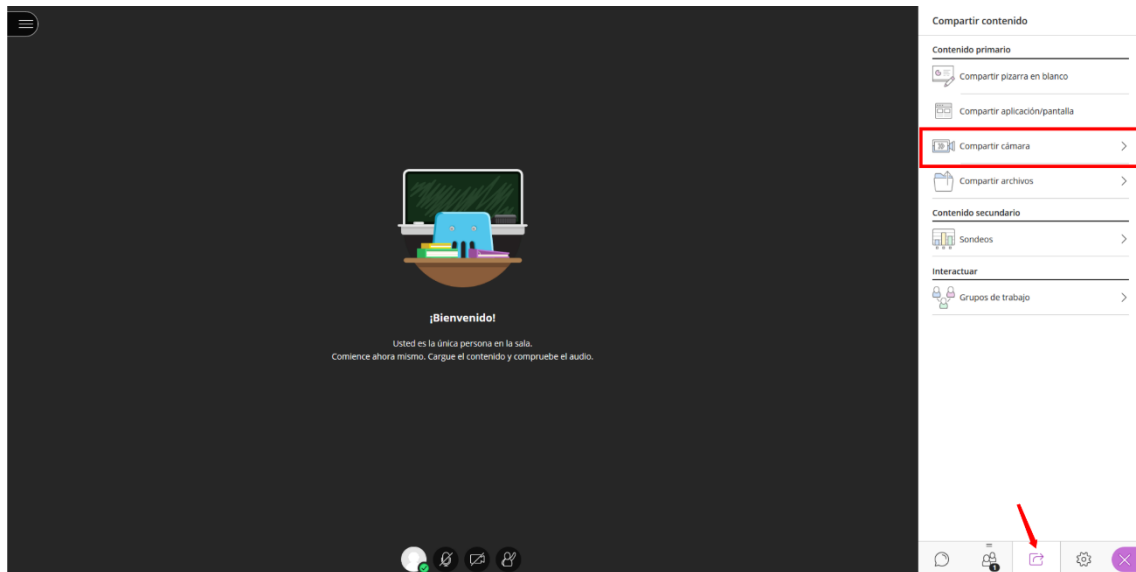 Compartir contenido
Contenido primario
Compartir pizarra en blanco
Compartir aplicación/pantalla
Compartir cámara
Compartir archivos
Contenido secundario
Sondeos
Interactuar
Grupos de trabajo
¡Bienvenido!
Usted es la única persona en la sala.
Comience ahora mismo. Cargue el contenido y compruebe el audio.
1